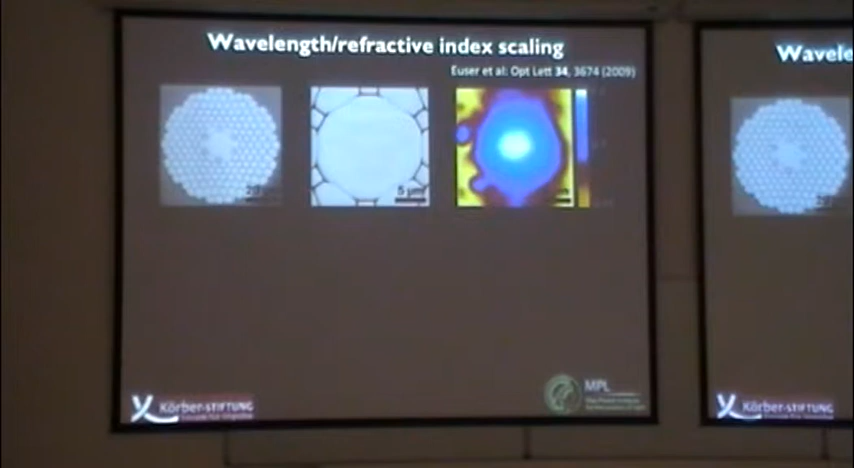 Wavelength/refractive index scaling
Euser et al: Opt Lett 34, 3674 (2009)
5 µm
Körber-STIFTUNG
MPL
Wavele
Körber-STIFTUNG